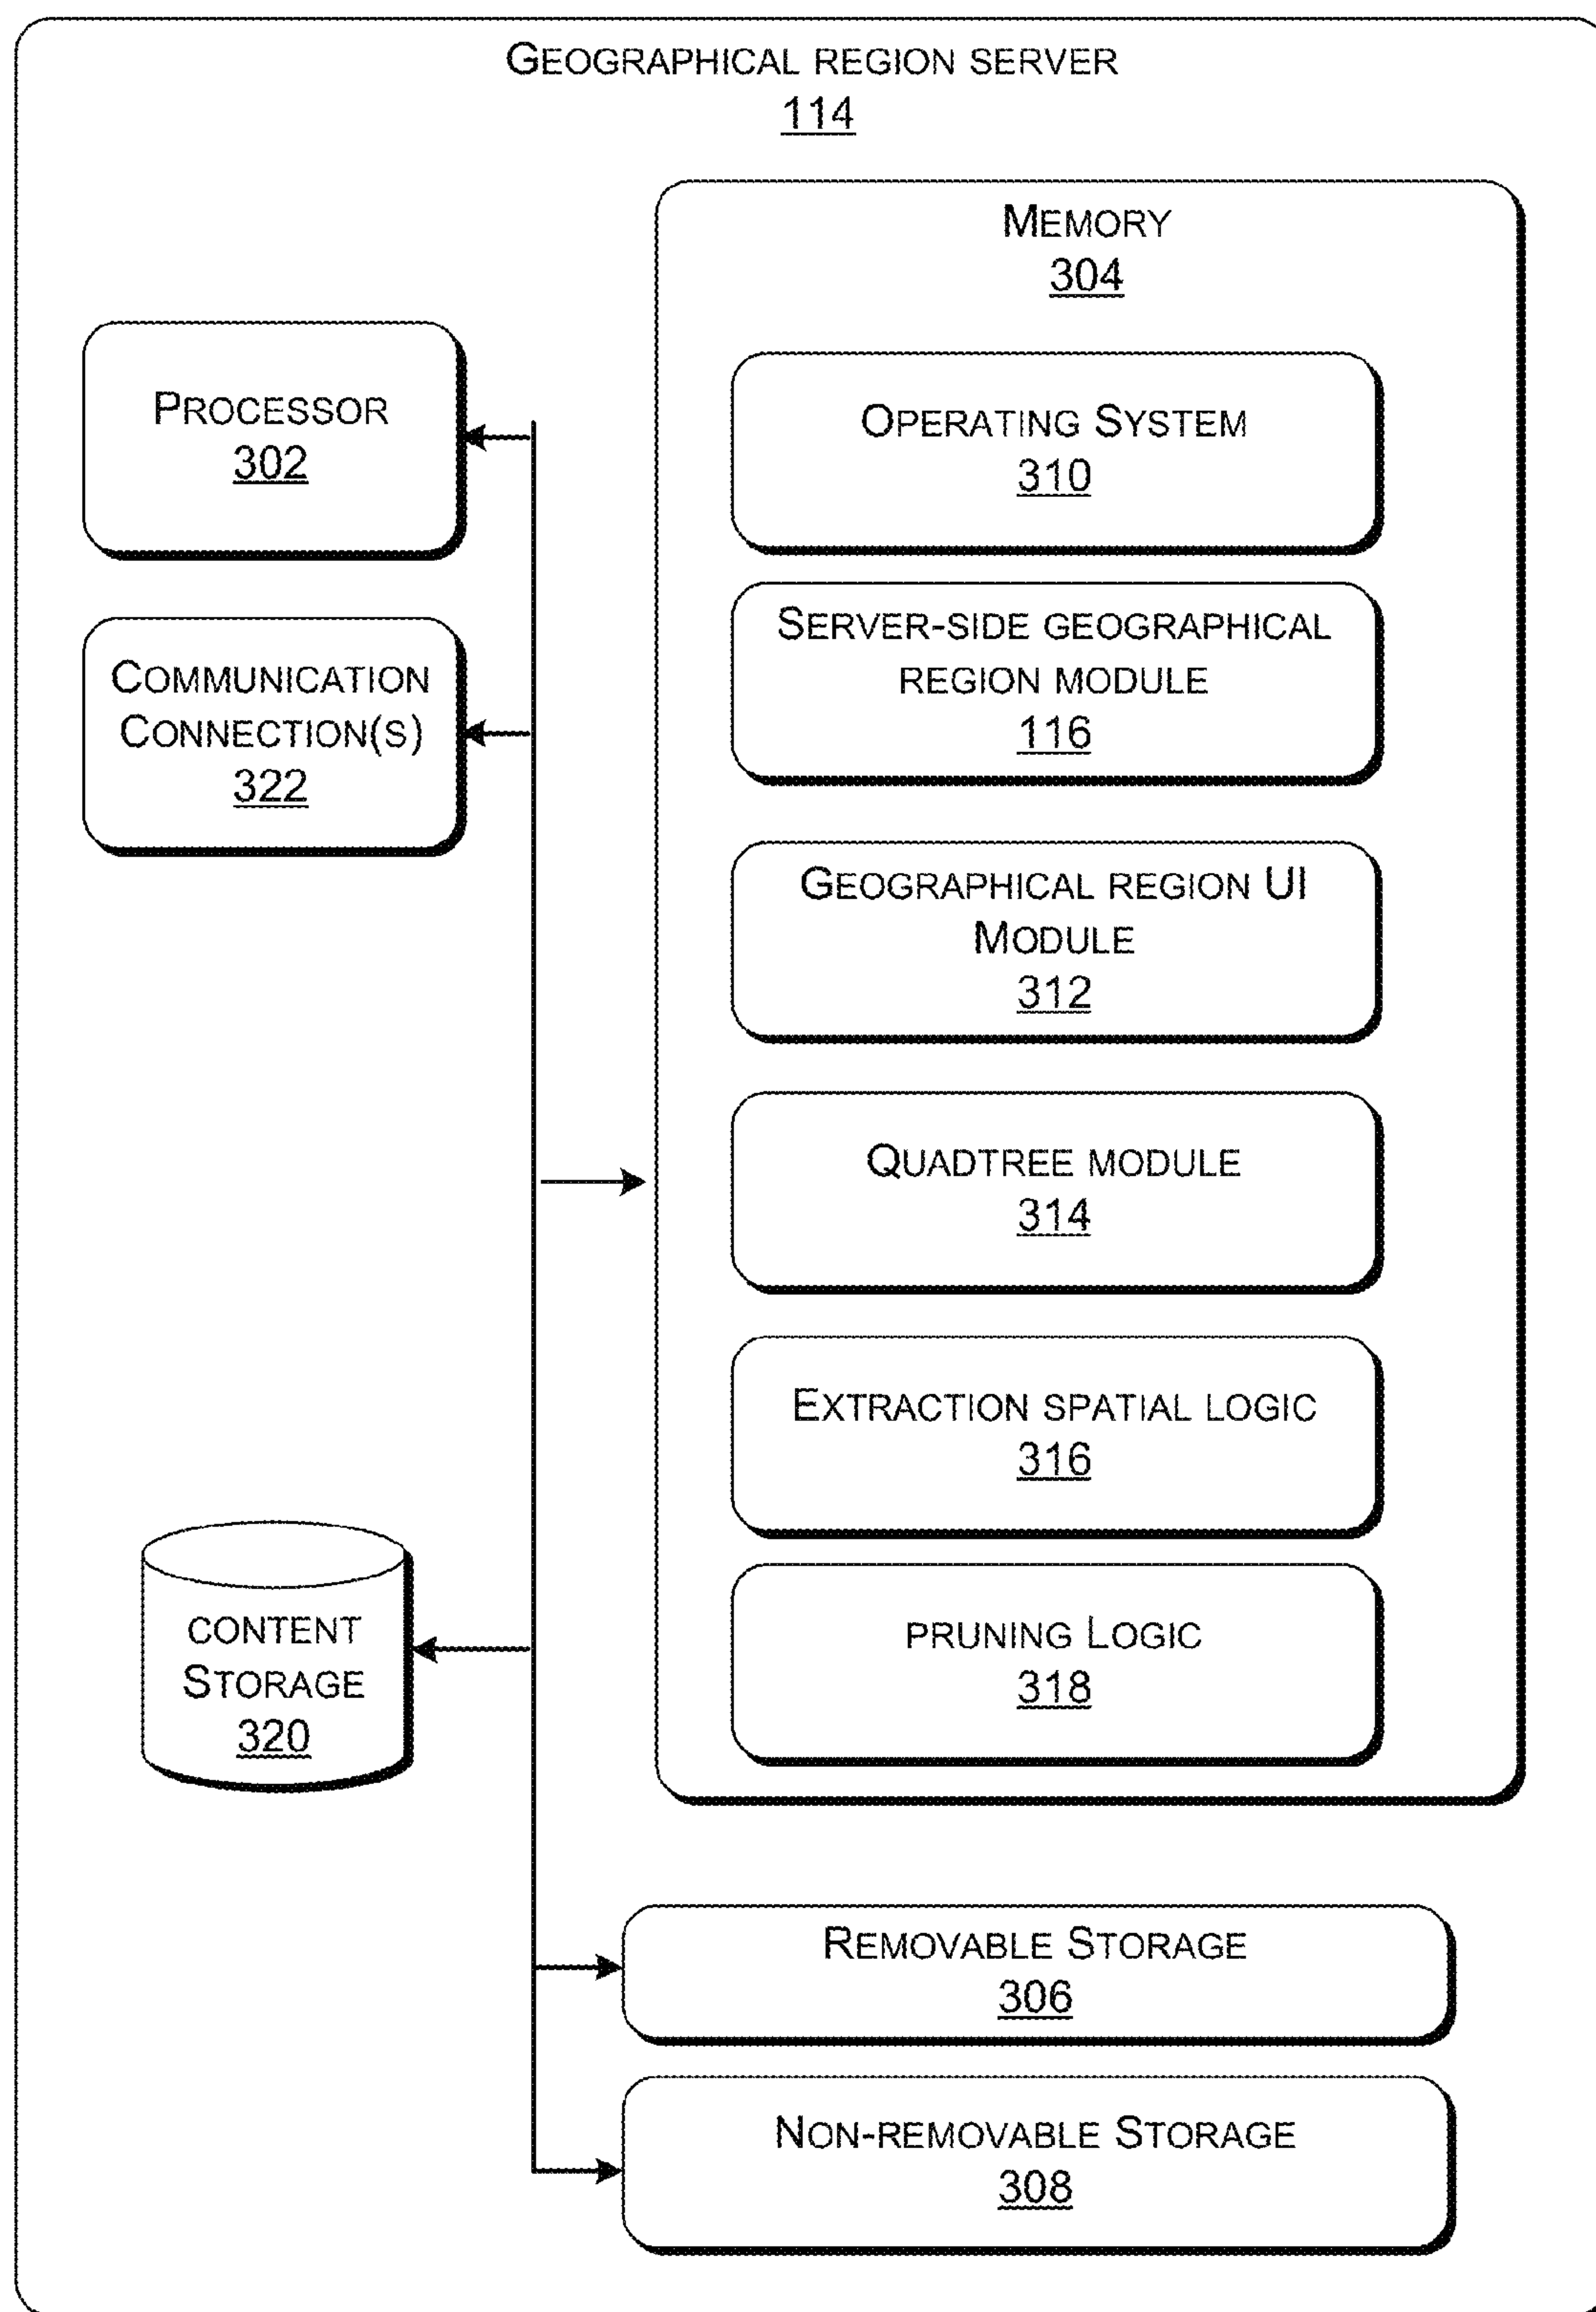 GEOGRAPHICAL REGION SERVER
114
MEMORY
304
PROCESSOR
302
COMMUNICATION
CONNECTION(S)
322
OPERATING SYSTEM
310
SERVER-SIDE GEOGRAPHICAL
REGION MODULE
116
GEOGRAPHICAL REGION UI
MODULE
312
QUADTREE MODULE
314
EXTRACTION SPATIAL LOGIC
316
PRUNING LOGIC
318
CONTENT
STORAGE
320
REMOVABLE STORAGE
306
NON-REMOVABLE STORAGE
308